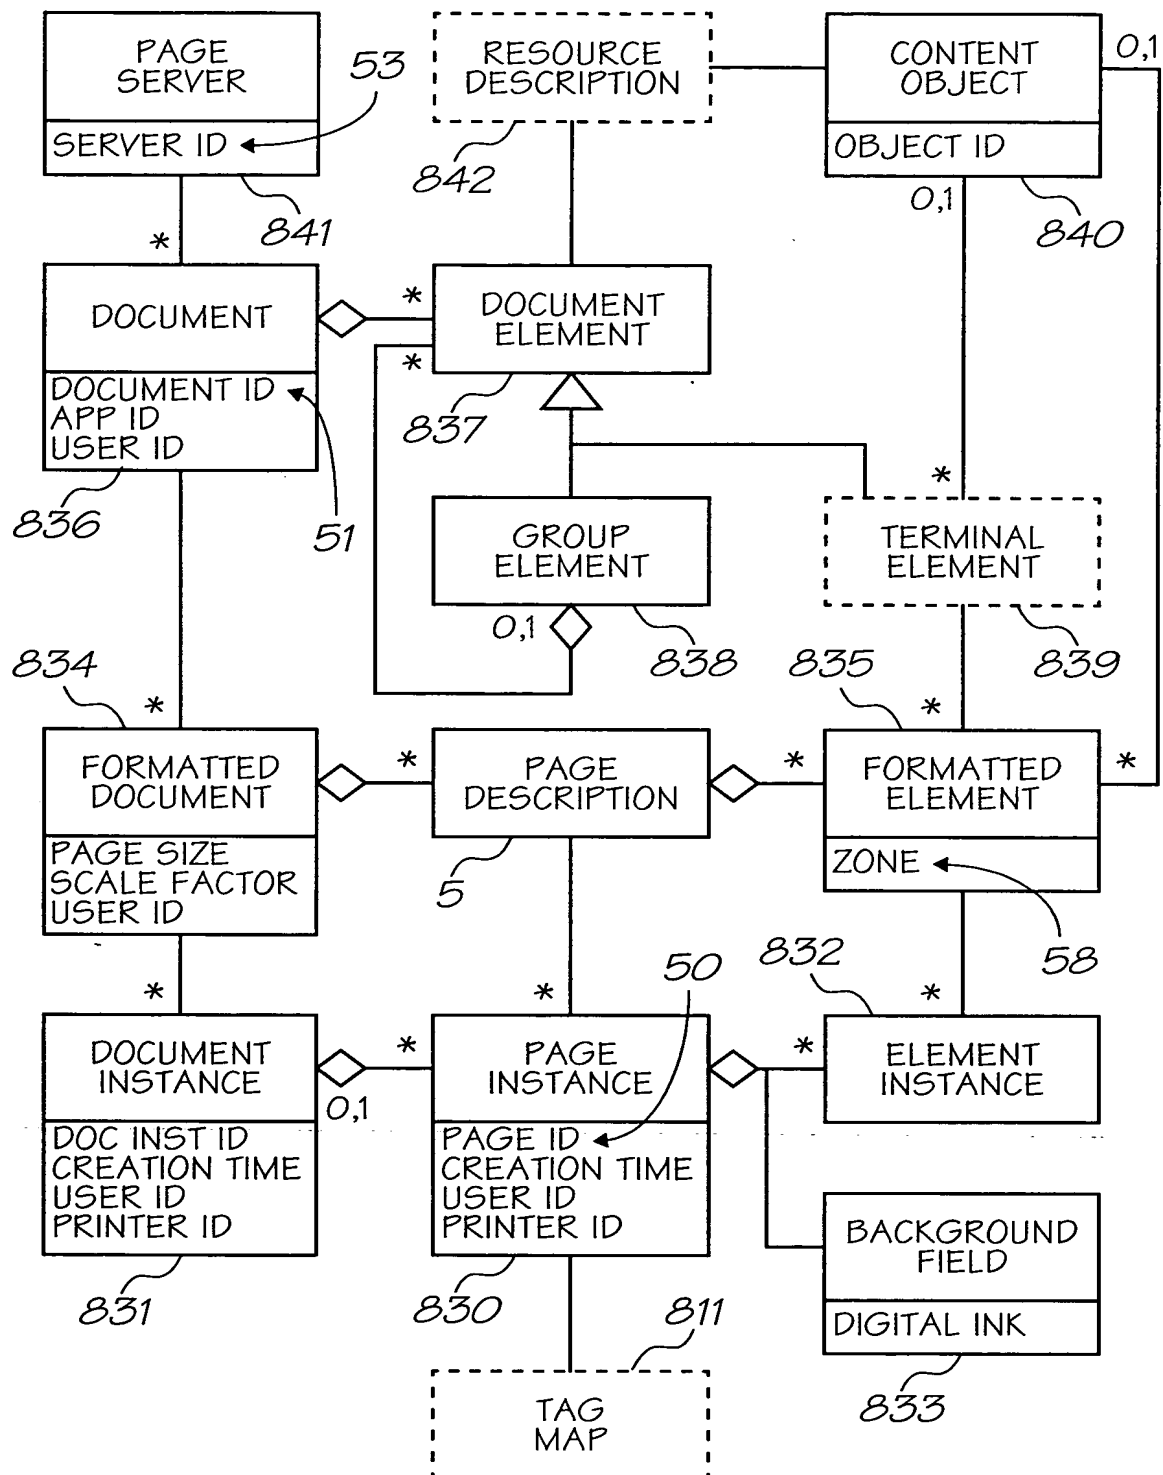 PAGE
SERVER
SERVER ID
53
841
*
RESOURCE
DESCRIPTION
842
CONTENT
OBJECT
OBJECT ID
0,1
0,1
840
DOCUMENT
DOCUMENT ID
APP ID
USER ID
836
51
*
*
DOCUMENT
ELEMENT
837
GROUP
ELEMENT
0,1
838
*
TERMINAL
ELEMENT
839
834
*
FORMATTED
DOCUMENT
PAGE SIZE
SCALE FACTOR
USER ID
*
PAGE
DESCRIPTION
5
*
835
*
*
FORMATTED
ELEMENT
ZONE
58
*
DOCUMENT
INSTANCE
0,1
DOC INST ID
CREATION TIME
USER ID
PRINTER ID
831
*
*
50
PAGE
INSTANCE
PAGE ID
CREATION TIME
USER ID
PRINTER ID
830
*
832
*
ELEMENT
INSTANCE
BACKGROUND
FIELD
DIGITAL INK
833
811
TAG
MAP